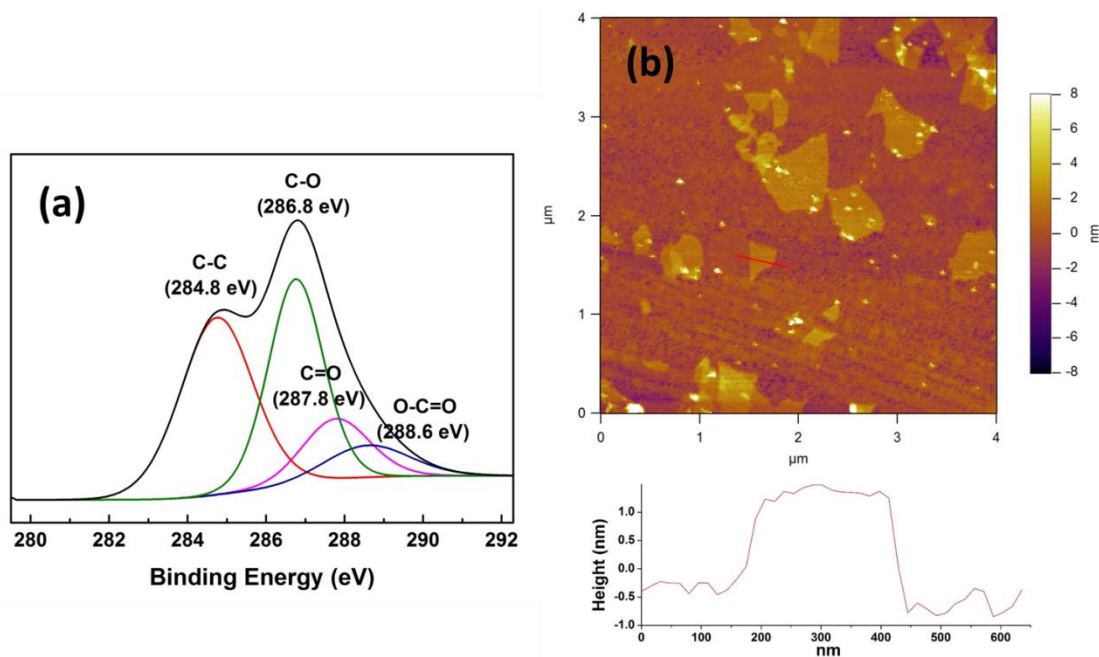 (a)
C-O
(286.8 eV)
C-C
(284.8 eV)
C=O
(287.8 eV)
O-C=O
(288.6 eV)
280 282 284 286 288 290 292
Binding Energy (eV)
(b)
4
3
2
1
0
µm
0 1 2 3 4
µm
8
6
4
2
0
-2
-4
-6
-8
nm
1.0
0.5
0.0
-0.5
-1.0
Height (nm)
0 100 200 300 400 500 600
nm